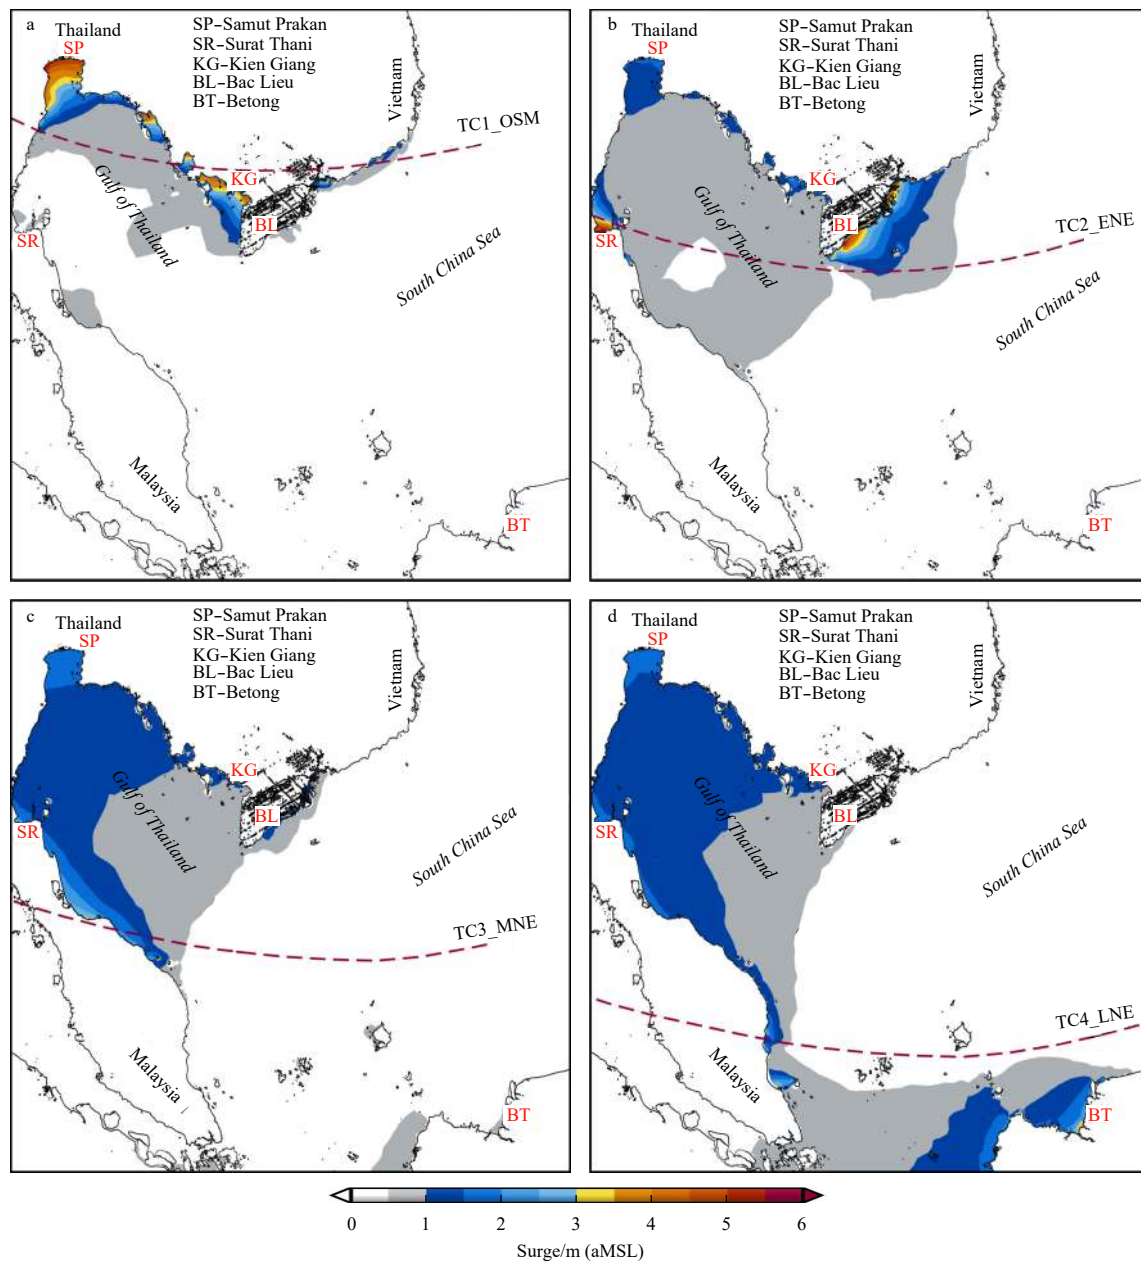 a
Thailand
SP
SP–Samut Prakan
SR–Surat Thani
KG–Kien Giang
BL–Bac Lieu
BT–Betong
Vietnam
TC1_OSM
KG
Gulf of Thailand
BL
SR
South China Sea
Malaysia
BT
b
Thailand
SP
SP–Samut Prakan
SR–Surat Thani
KG–Kien Giang
BL–Bac Lieu
BT–Betong
Vietnam
KG
Gulf of Thailand
BL
SR
TC2_ENE
South China Sea
Malaysia
BT
c
Thailand
SP
SP–Samut Prakan
SR–Surat Thani
KG–Kien Giang
BL–Bac Lieu
BT–Betong
Vietnam
KG
Gulf of Thailand
BL
SR
South China Sea
TC3_MNE
Malaysia
BT
d
Thailand
SP
SP–Samut Prakan
SR–Surat Thani
KG–Kien Giang
BL–Bac Lieu
BT–Betong
Vietnam
KG
Gulf of Thailand
BL
SR
South China Sea
TC4_LNE
Malaysia
BT
0 1 2 3 4 5 6
Surge/m (aMSL)